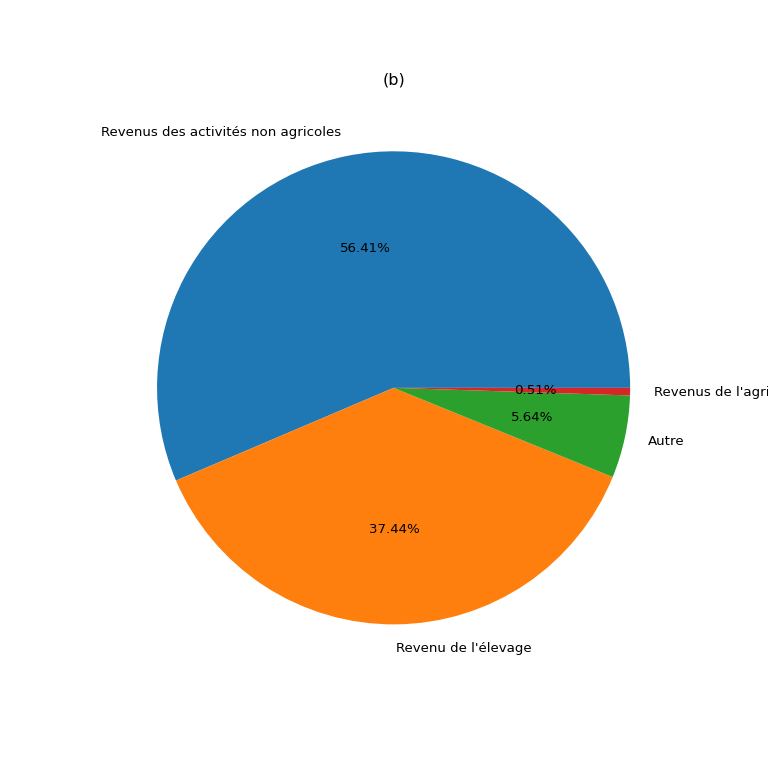 (b)
Revenus des activités non agricoles
56.41%
0.51%
Revenus de l'agri
5.64%
Autre
37.44%
Revenu de l'élevage